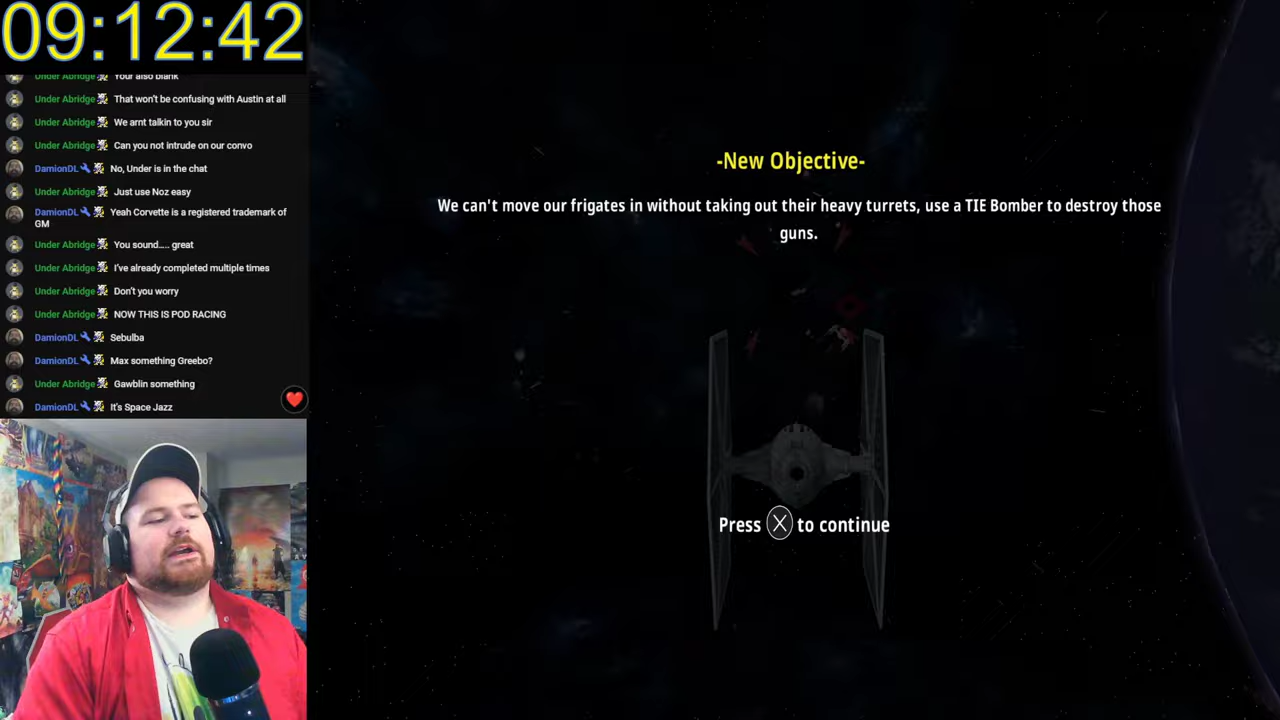 09:12:42
Under Abridge Your also blank
Under Abridge That won't be confusing with Austin at all
Under Abridge We arnt talkin to you sir
Under Abridge Can you not intrude on our convo
DamionDL No, Under is in the chat
Under Abridge Just use Noz easy
DamionDL Yeah Corvette is a registered trademark of
GM
Under Abridge You sound.... great
Under Abridge I've already completed multiple times
Under Abridge Don't you worry
Under Abridge NOW THIS IS POD RACING
DamionDL Sebulba
DamionDL Max something Greebo?
Under Abridge Gawblin something
DamionDL It's Space Jazz
-New Objective-
We can't move our frigates in without taking out their heavy turrets, use a TIE Bomber to destroy those
guns.
Press X to continue